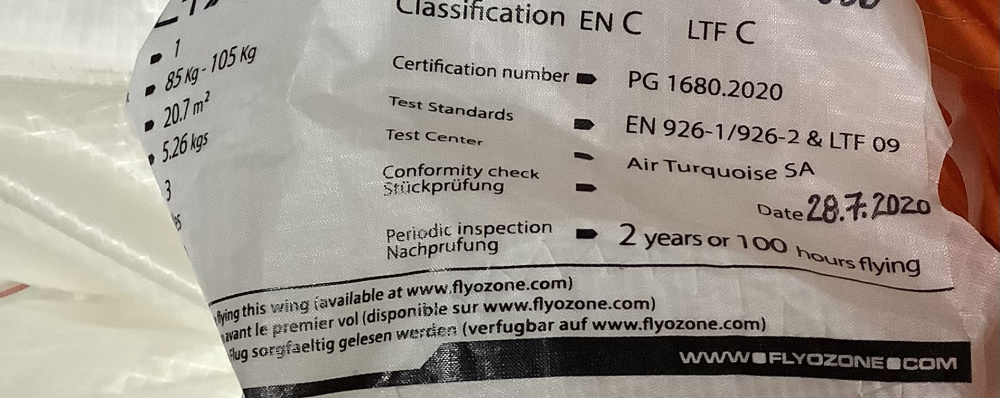 Classification EN C LTF C
1
85 Kg - 105 Kg
20.7 m²
5.26 kgs
3
Certification number PG 1680.2020
Test Standards EN 926-1/926-2 & LTF 09
Test Center Air Turquoise SA
Conformity check
Stückprüfung
Date 28.7.2020
Periodic inspection
Nachprufung
2 years or 100 hours flying
this wing (available at www.flyozone.com)
avant le premier vol (disponible sur www.flyozone.com)
sorgfaeltig gelesen werden (verfugbar auf www.flyozone.com)
WWW.FLYOZONE.COM